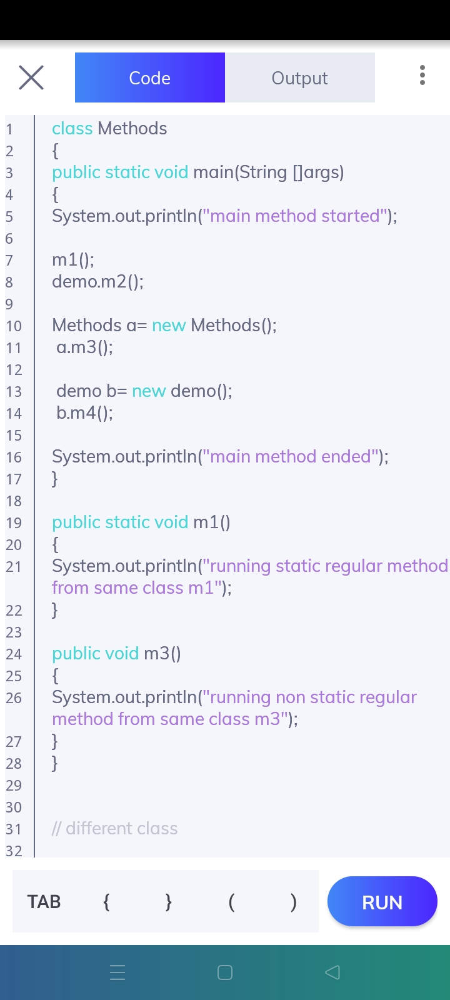 Code Output
1 class Methods
2 {
3 public static void main(String []args)
4 {
5 System.out.println("main method started");
6
7 m1();
8 demo.m2();
9
10 Methods a= new Methods();
11 a.m3();
12
13 demo b= new demo();
14 b.m4();
15
16 System.out.println("main method ended");
17 }
18
19 public static void m1()
20 {
21 System.out.println("running static regular method
from same class m1");
22 }
23
24 public void m3()
25 {
26 System.out.println("running non static regular
method from same class m3");
27 }
28 }
29
30
31 // different class
32
TAB { } ( ) RUN